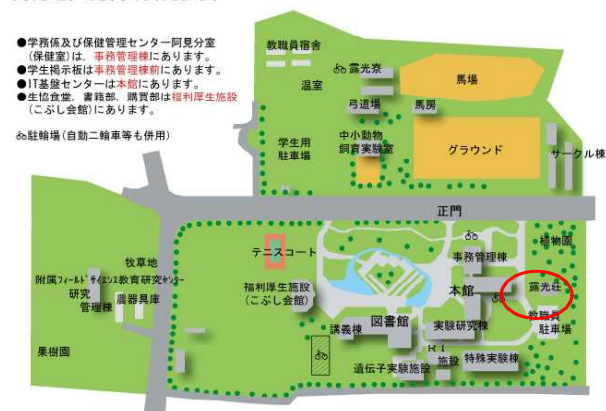 ●学務係及び保健管理センター阿見分室
(保健室)は、事務管理棟にあります。
●学生掲示板は事務管理棟前にあります。
●IT基盤センターは本館にあります。
●生協食堂、書籍部、購買部は福利厚生施設
(こぶし会館)にあります。
駐輪場(自動二輪車等も併用)
教職員宿舎
露光寮
温室
馬場
弓道場
馬房
学生用
駐車場
中小動物
飼育実験室
グラウンド
サークル棟
正門
テニスコート
植物園
事務管理棟
牧草地
附属フィールドサイエンス教育研究センター
研究
管理棟
農器具庫
福利厚生施設
(こぶし会館)
本館
露光荘
教職員
駐車場
図書館
講義棟
実験研究棟
果樹園
RI
施設
特殊実験棟
遺伝子実験施設